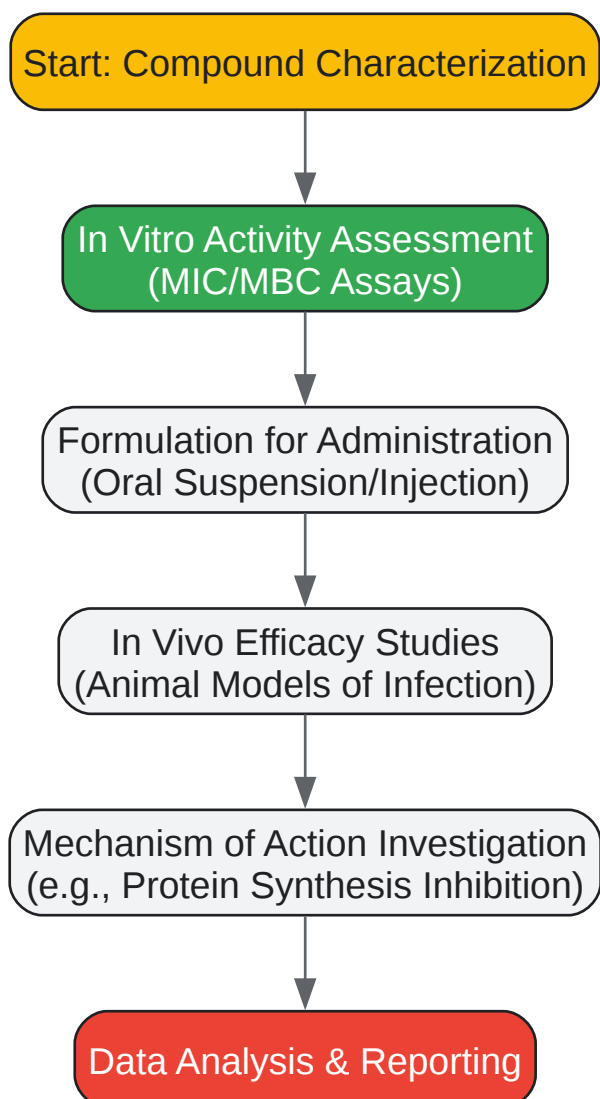 Start: Compound Characterization
In Vitro Activity Assessment
(MIC/MBC Assays)
Formulation for Administration
(Oral Suspension/Injection)
In Vivo Efficacy Studies
(Animal Models of Infection)
Mechanism of Action Investigation
(e.g., Protein Synthesis Inhibition)
Data Analysis & Reporting